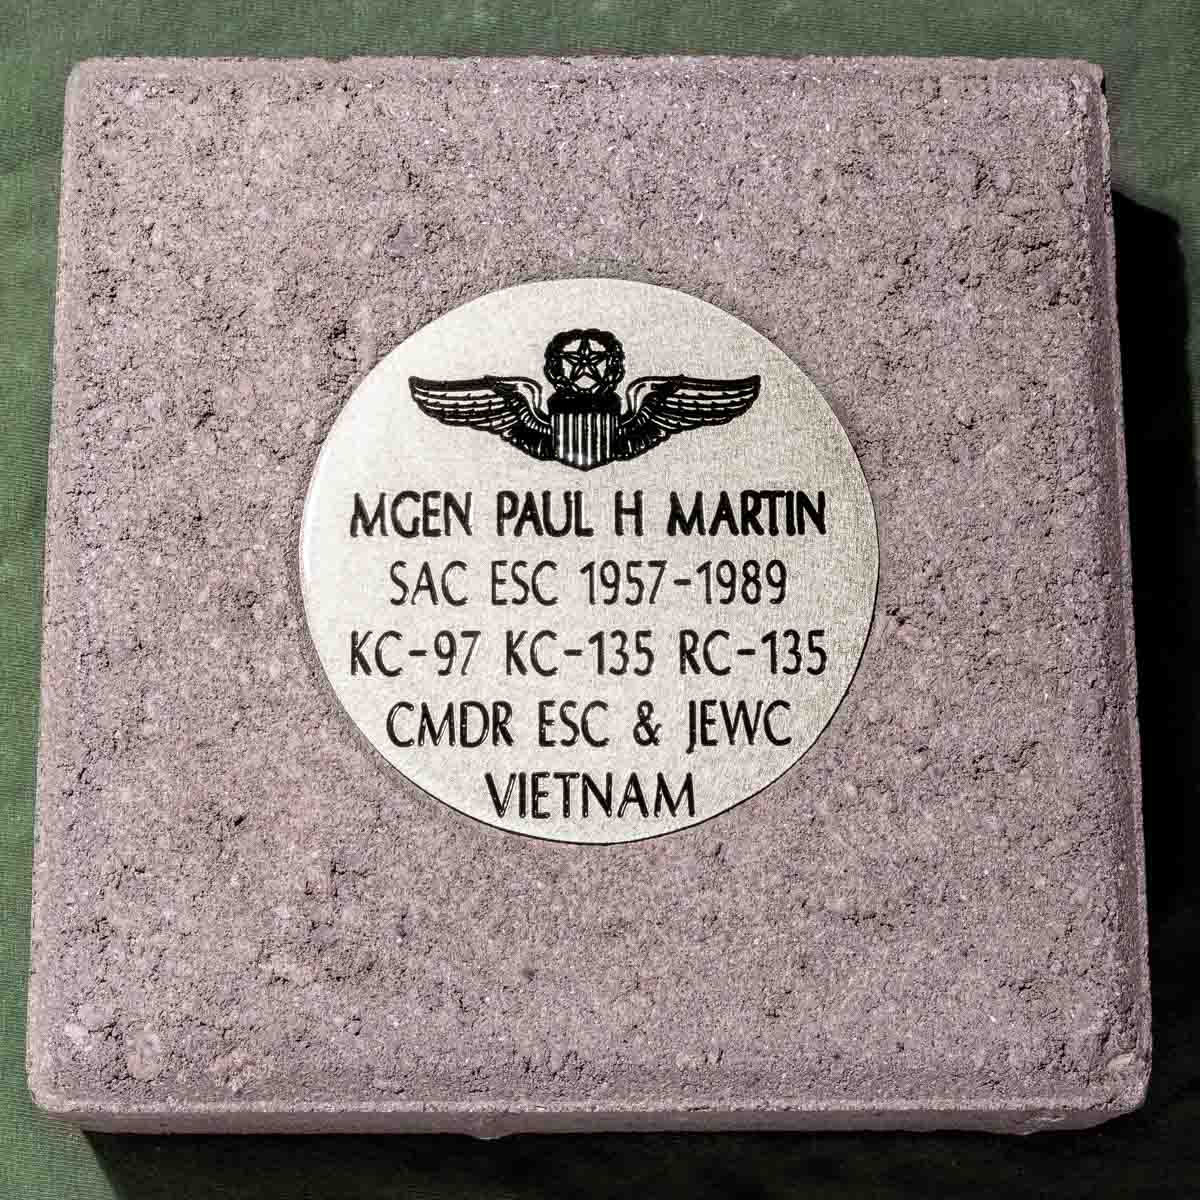 MGEN PAUL H MARTIN
SAC ESC 1957-1989
KC-97 KC-135 RC-135
CMDR ESC & JEWC
VIETNAM